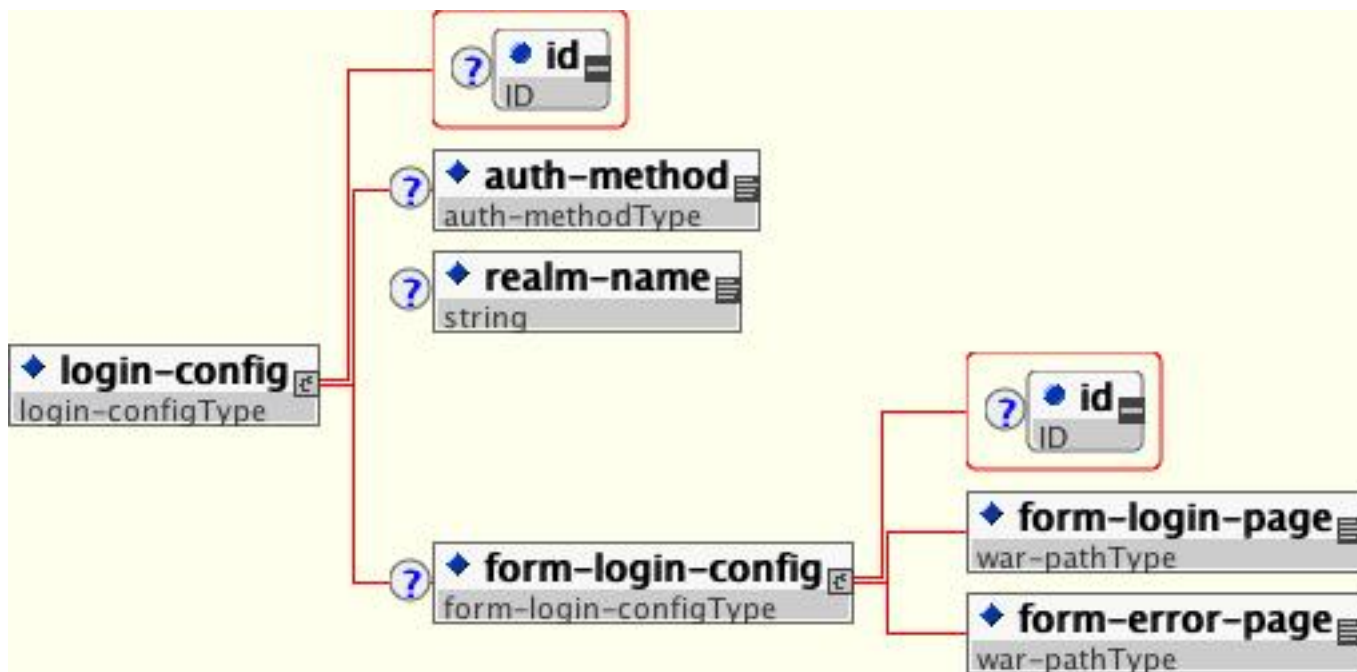 ? id
ID
? auth-method
auth-methodType
? realm-name
string
login-config
login-configType
? id
ID
form-login-page
war-pathType
? form-login-config
form-login-configType
form-error-page
war-pathType